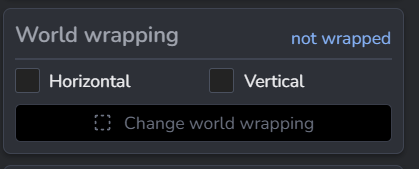 World wrapping not wrapped
Horizontal Vertical
Change world wrapping